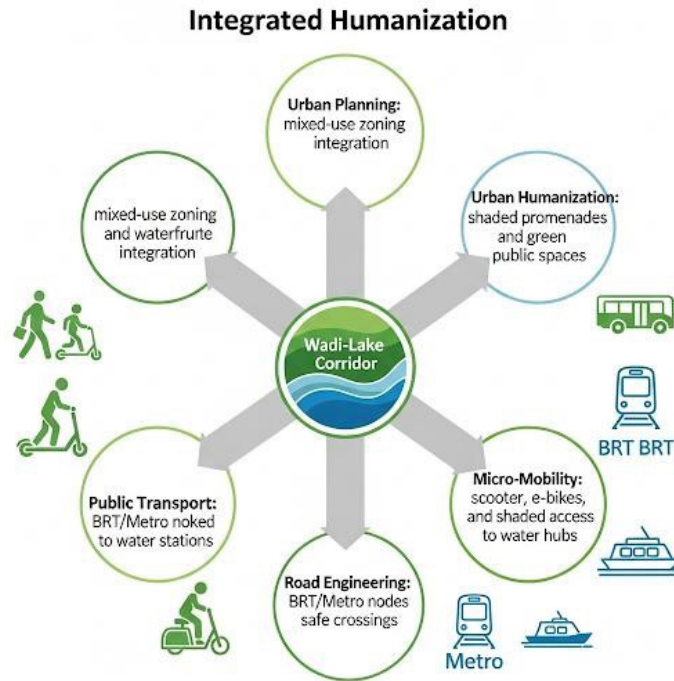 Integrated Humanization
Urban Planning:
mixed-use zoning
integration
mixed-use zoning
and waterfruite
integration
Urban Humanization:
shaded promenades
and green
public spaces
Wadi-Lake
Corridor
BRT BRT
Public Transport:
BRT/Metro noked
to water stations
Micro-Mobility:
scooter, e-bikes,
and shaded access
to water hubs
Road Engineering:
BRT/Metro nodes
safe crossings
Metro